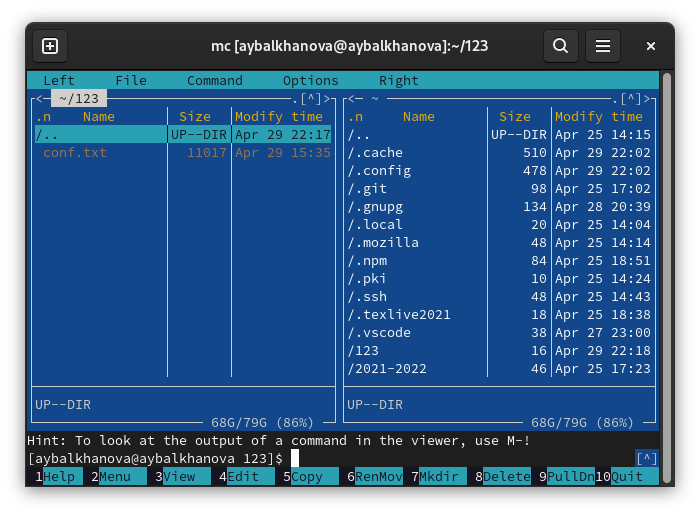 mc [aybalkhanova@aybalkhanova]:~/123
Left File Command Options Right
<─ ~/123 ─.[^]>
.n Name Size Modify time
/.. UP--DIR Apr 29 22:17
conf.txt 11017 Apr 29 15:35
UP--DIR
68G/79G (86%)
<─ ~ ─.[^]>
.n Name Size Modify time
/.. UP--DIR Apr 25 14:15
/.cache 510 Apr 29 22:02
/.config 478 Apr 29 22:02
/.git 98 Apr 25 17:02
/.gnupg 134 Apr 28 20:39
/.local 20 Apr 25 14:04
/.mozilla 48 Apr 25 14:14
/.npm 84 Apr 25 18:51
/.pki 10 Apr 25 14:24
/.ssh 48 Apr 25 14:43
/.texlive2021 18 Apr 25 18:38
/.vscode 38 Apr 27 23:00
/123 16 Apr 29 22:18
/2021-2022 46 Apr 25 17:23
UP--DIR
68G/79G (86%)
Hint: To look at the output of a command in the viewer, use M-!
[aybalkhanova@aybalkhanova 123]$ [^]
1Help 2Menu 3View 4Edit 5Copy 6RenMov 7Mkdir 8Delete 9PullDn 10Quit